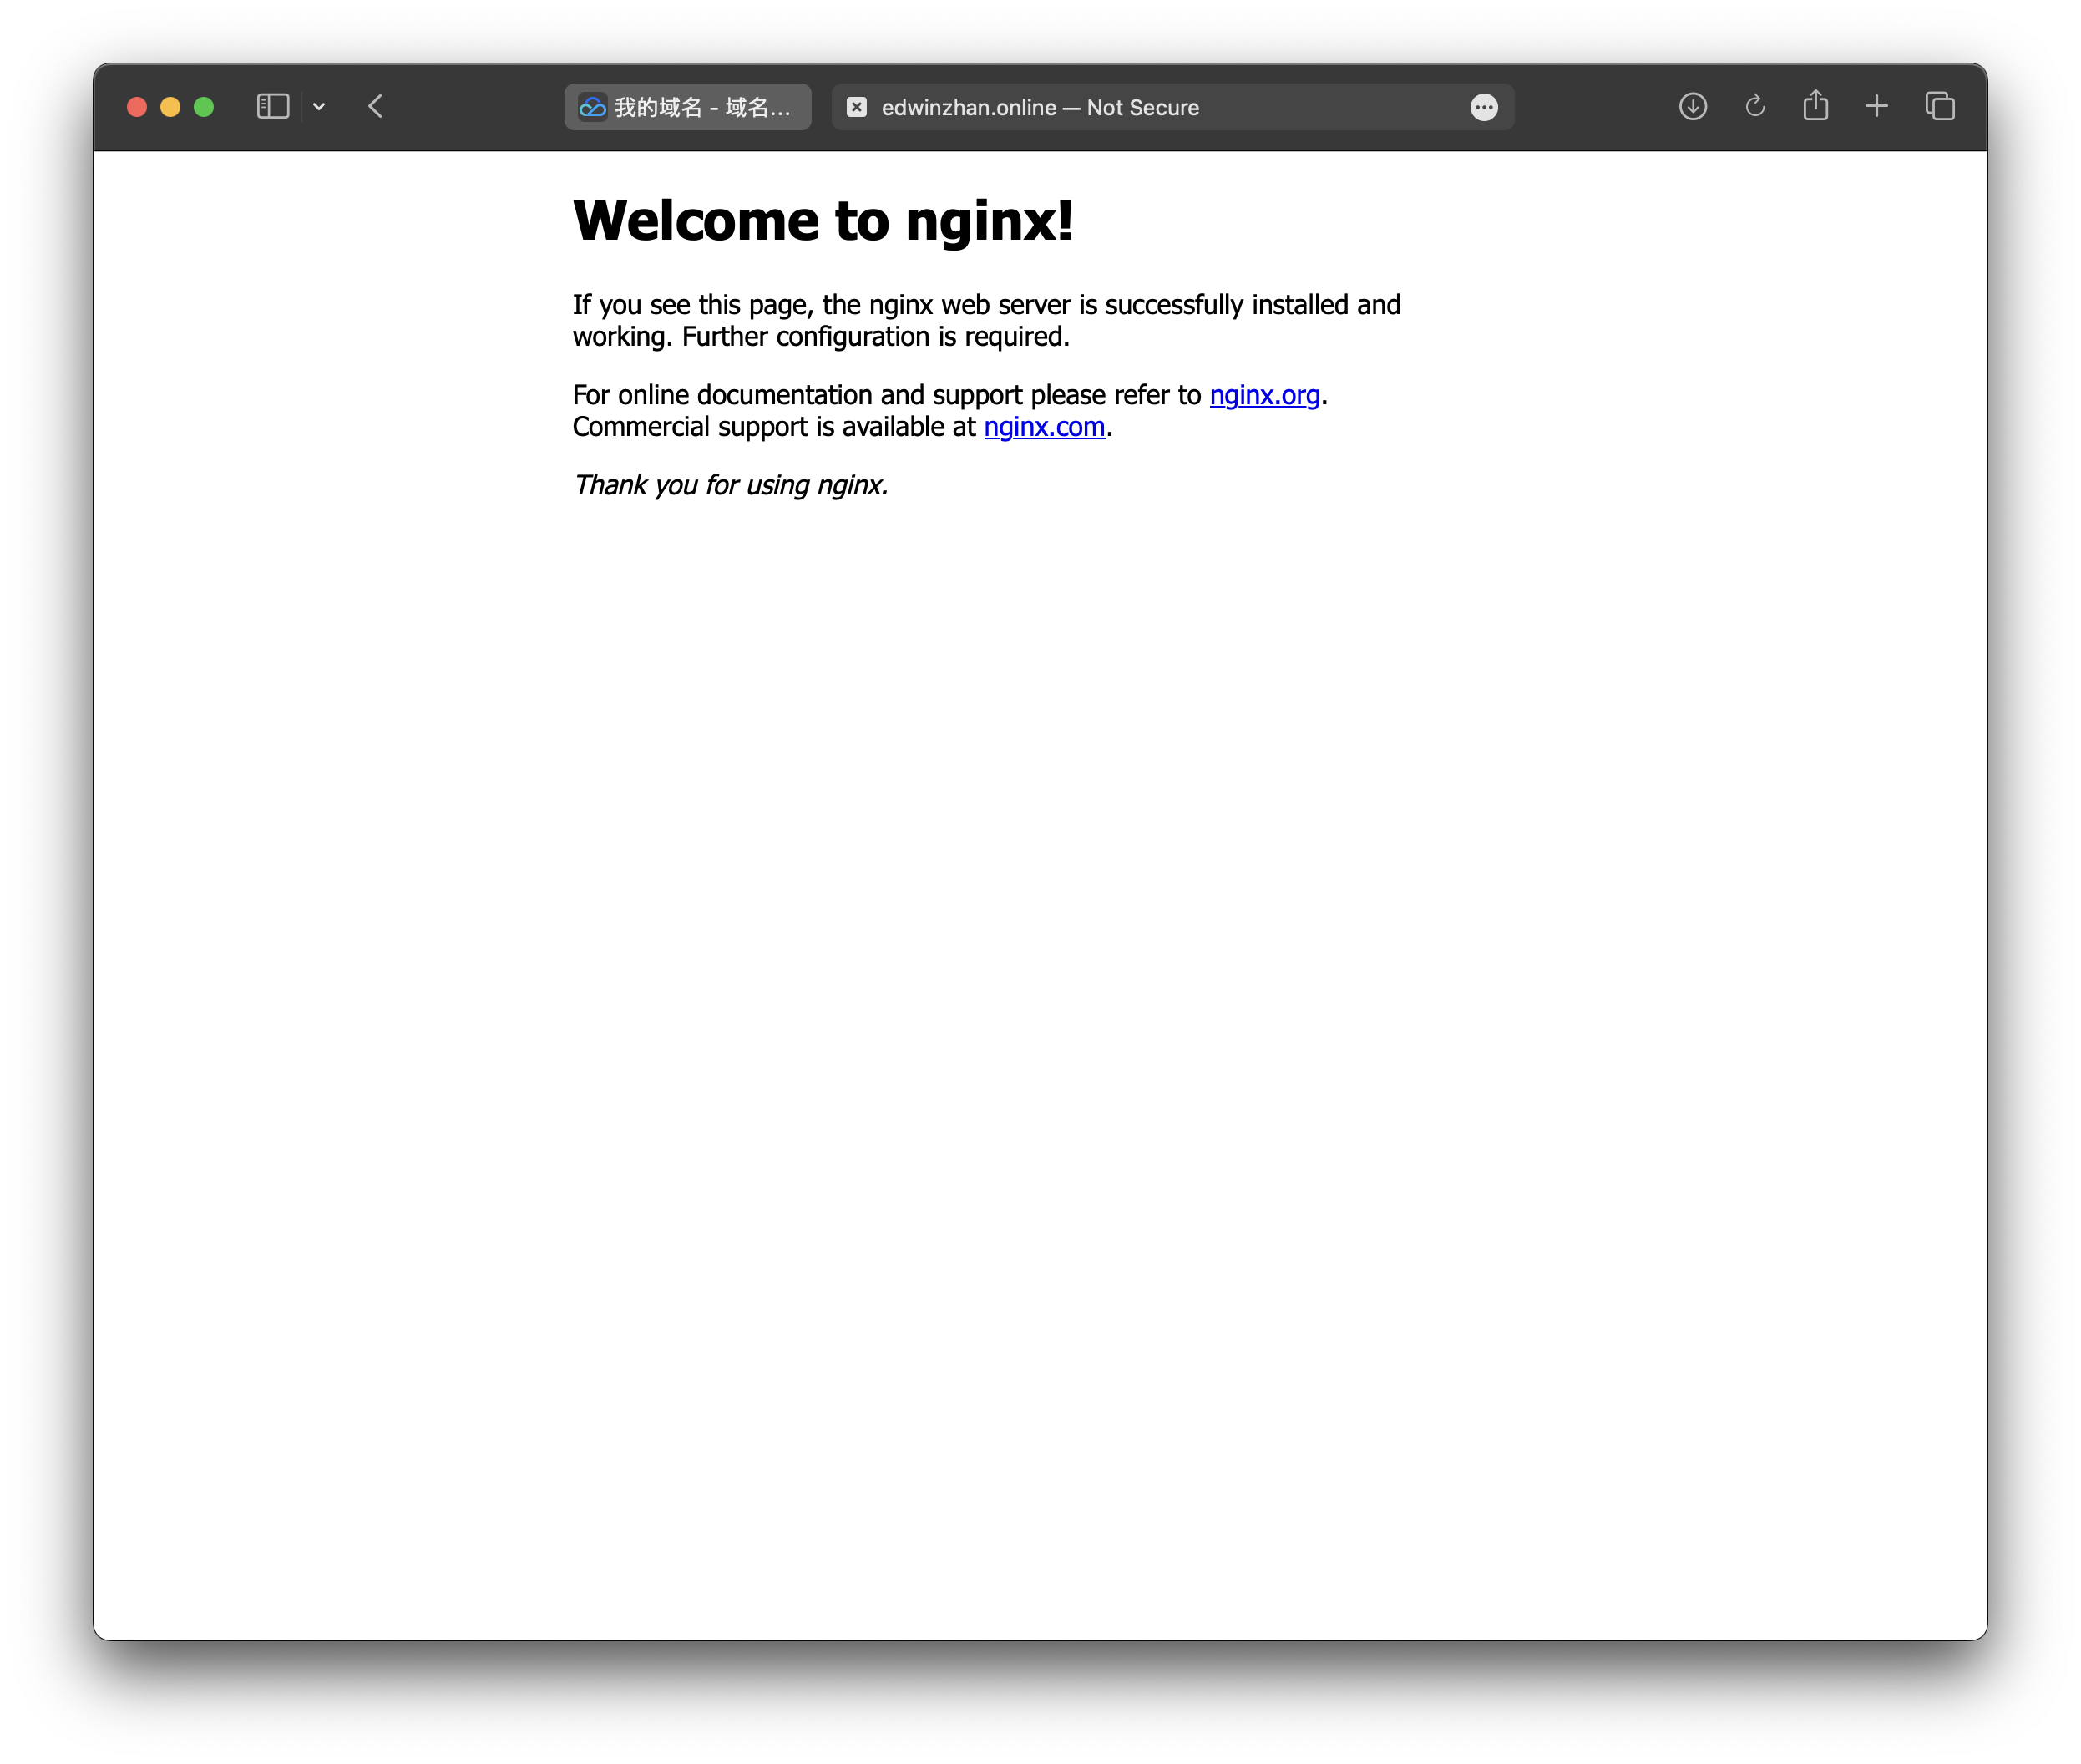 我的域名 - 域名...
edwinzhan.online — Not Secure
Welcome to nginx!
If you see this page, the nginx web server is successfully installed and
working. Further configuration is required.
For online documentation and support please refer to nginx.org.
Commercial support is available at nginx.com.
Thank you for using nginx.